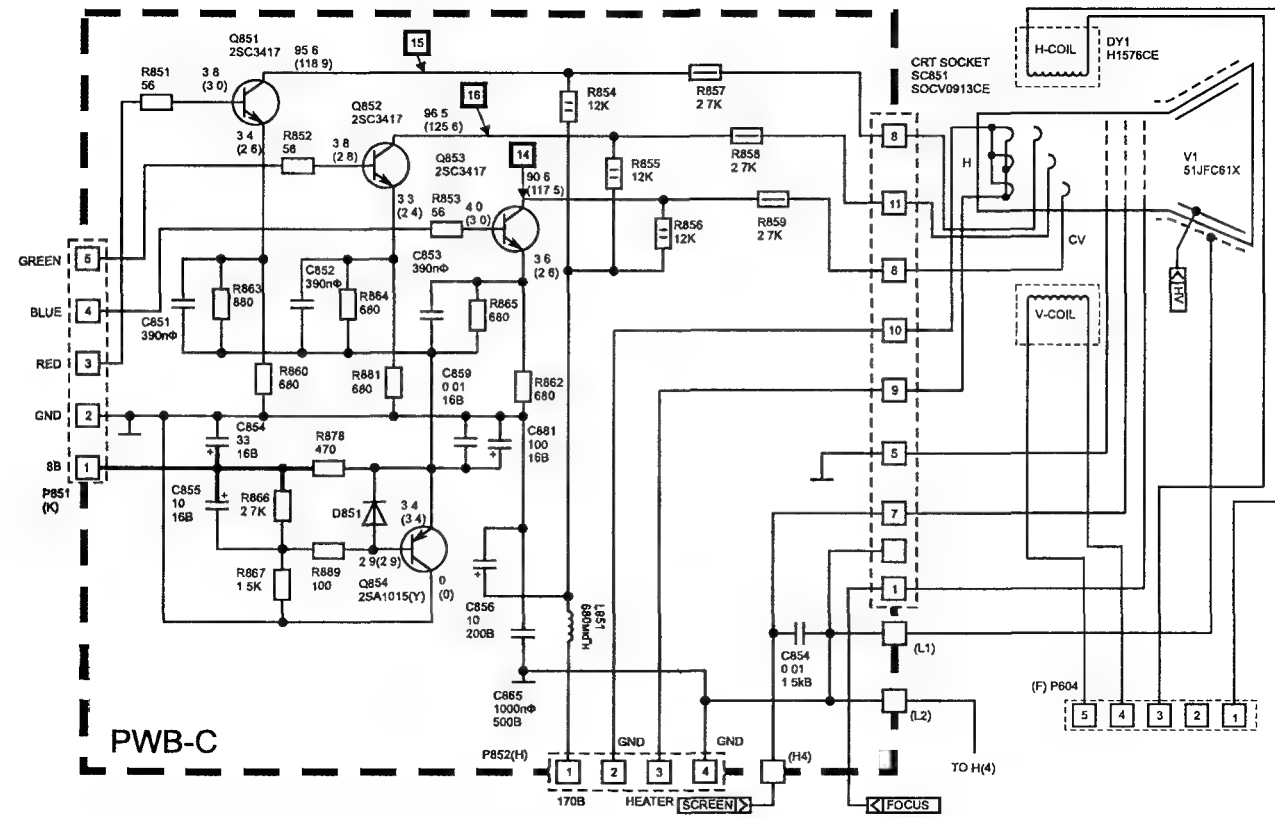 Q851
2SC3417
95 6
(118 9)
15
R851
56
3 8
(3 0)
3 4
(2 6)
R852
56
Q852
2SC3417
3 8
(2 8)
16
96 5
(125 6)
Q853
2SC3417
14
90 6
(117 5)
3 3
(2 4)
R853
56
4 0
(3 0)
3 6
(2 6)
R854
12K
R855
12K
R856
12K
R857
2 7K
R858
2 7K
R859
2 7K
CRT SOCKET
SC851
SOCV0913CE
H-COIL
DY1
H1576CE
V1
51JFC61X
H
CV
HV
V-COIL
8
11
8
10
9
5
7
1
GREEN
5
BLUE
4
RED
3
GND
2
8B
1
P851
(K)
C851
390пФ
R863
680
C852
390пФ
R864
680
C853
390пФ
R865
680
R860
680
R881
680
C859
0 01
16B
R862
680
C854
33
16B
R878
470
C881
100
16B
C855
10
16B
R866
2 7K
D851
3 4
(3 4)
R867
1 5K
R889
100
2 9(2 9)
Q854
2SA1015(Y)
0
(0)
C856
10
200B
L851
680мкГн
C865
1000пФ
500B
C854
0 01
1 5kB
(L1)
(L2)
(F) P604
5
4
3
2
1
PWB-C
P852(H)
GND
GND
1
2
3
4
(H4)
TO H(4)
170B
HEATER
SCREEN
FOCUS